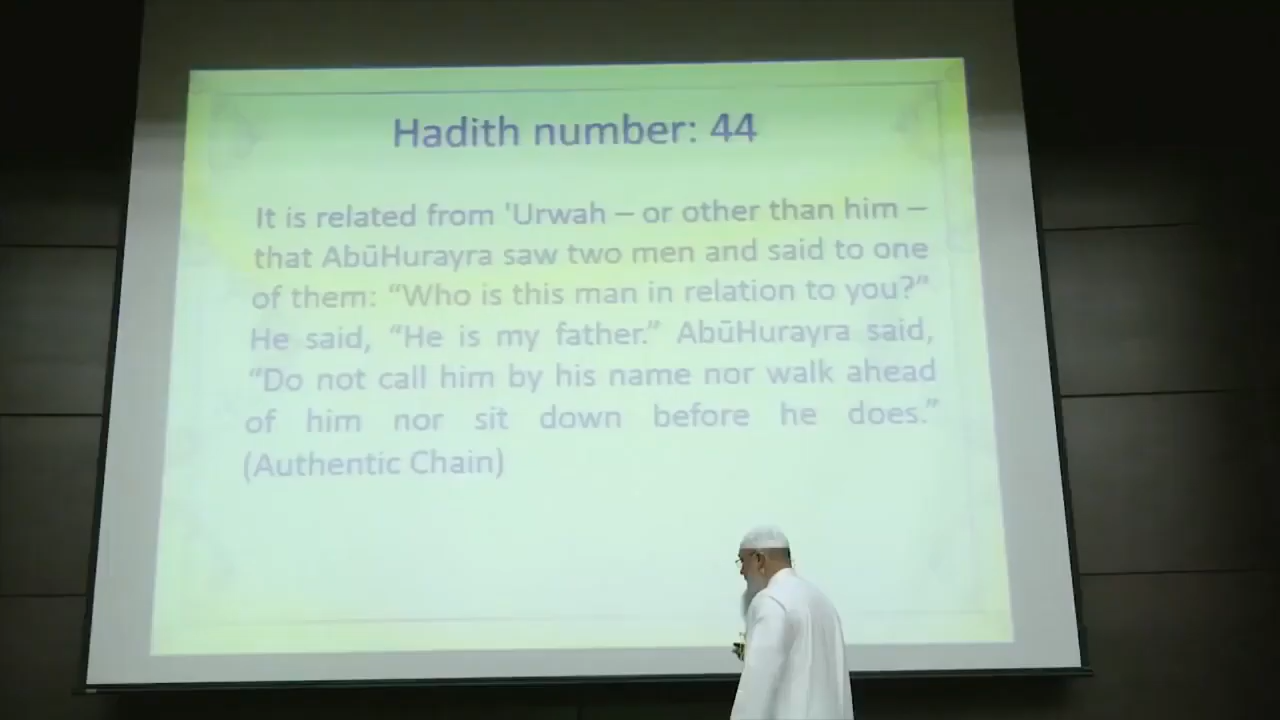 Hadith number: 44
It is related from 'Urwah – or other than him –
that AbūHurayra saw two men and said to one
of them: “Who is this man in relation to you?”
He said, “He is my father.” AbūHurayra said,
“Do not call him by his name nor walk ahead
of him nor sit down before he does.”
(Authentic Chain)